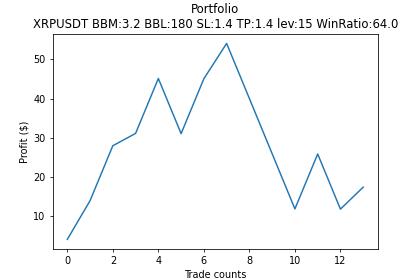 Portfolio
XRPUSDT BBM:3.2 BBL:180 SL:1.4 TP:1.4 lev:15 WinRatio:64.0
Profit ($)
50
40
30
20
10
0 2 4 6 8 10 12
Trade counts